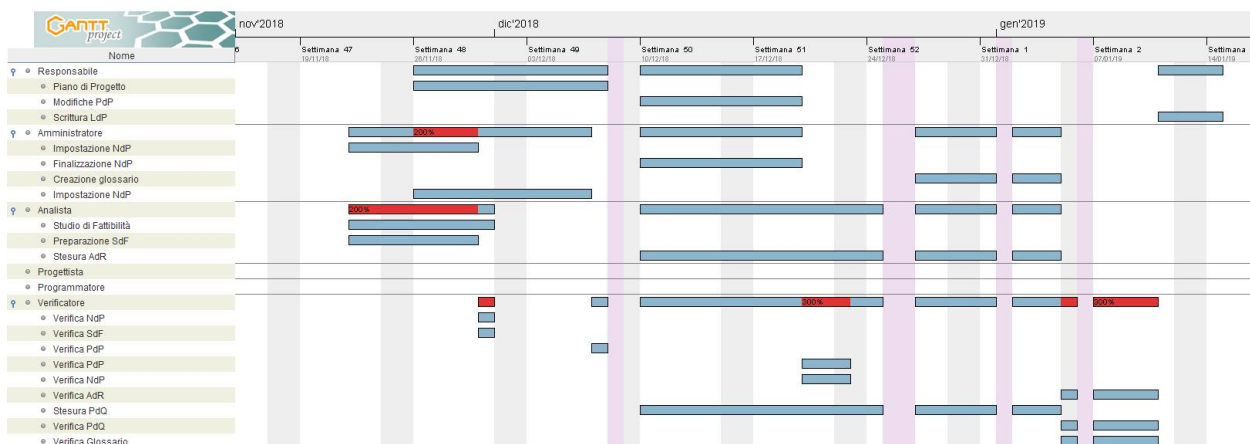 GANTT
project
nov'2018 dic'2018 gen'2019
Nome
6 Settimana 47 Settimana 48 Settimana 49 Settimana 50 Settimana 51 Settimana 52 Settimana 1 Settimana 2 Settimana
19/11/18 26/11/18 03/12/18 10/12/18 17/12/18 24/12/18 31/12/18 07/01/19 14/01/19
Responsabile
Piano di Progetto
Modifiche PdP
Scrittura LdP
Amministratore 200%
Impostazione NdP
Finalizzazione NdP
Creazione glossario
Impostazione NdP
Analista 200%
Studio di Fattibilità
Preparazione SdF
Stesura AdR
Progettista
Programmatore
Verificatore 300% 300%
Verifica NdP
Verifica SdF
Verifica PdP
Verifica PdP
Verifica NdP
Verifica AdR
Stesura PdQ
Verifica PdQ
Verifica Glossario